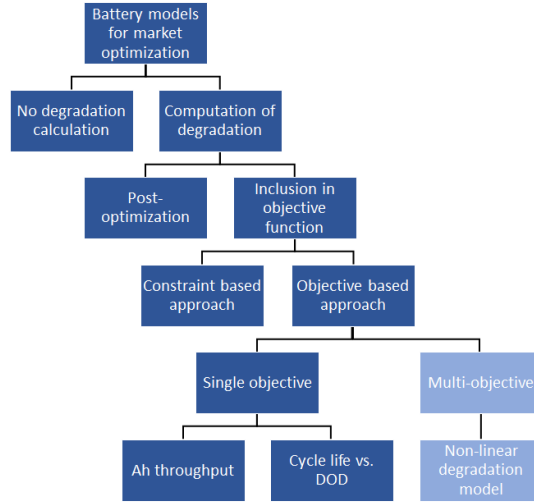 Battery models
for market
optimization
No degradation
calculation
Computation of
degradation
Post-
optimization
Inclusion in
objective
function
Constraint based
approach
Objective based
approach
Single objective
Multi-objective
Ah throughput
Cycle life vs.
DOD
Non-linear
degradation
model